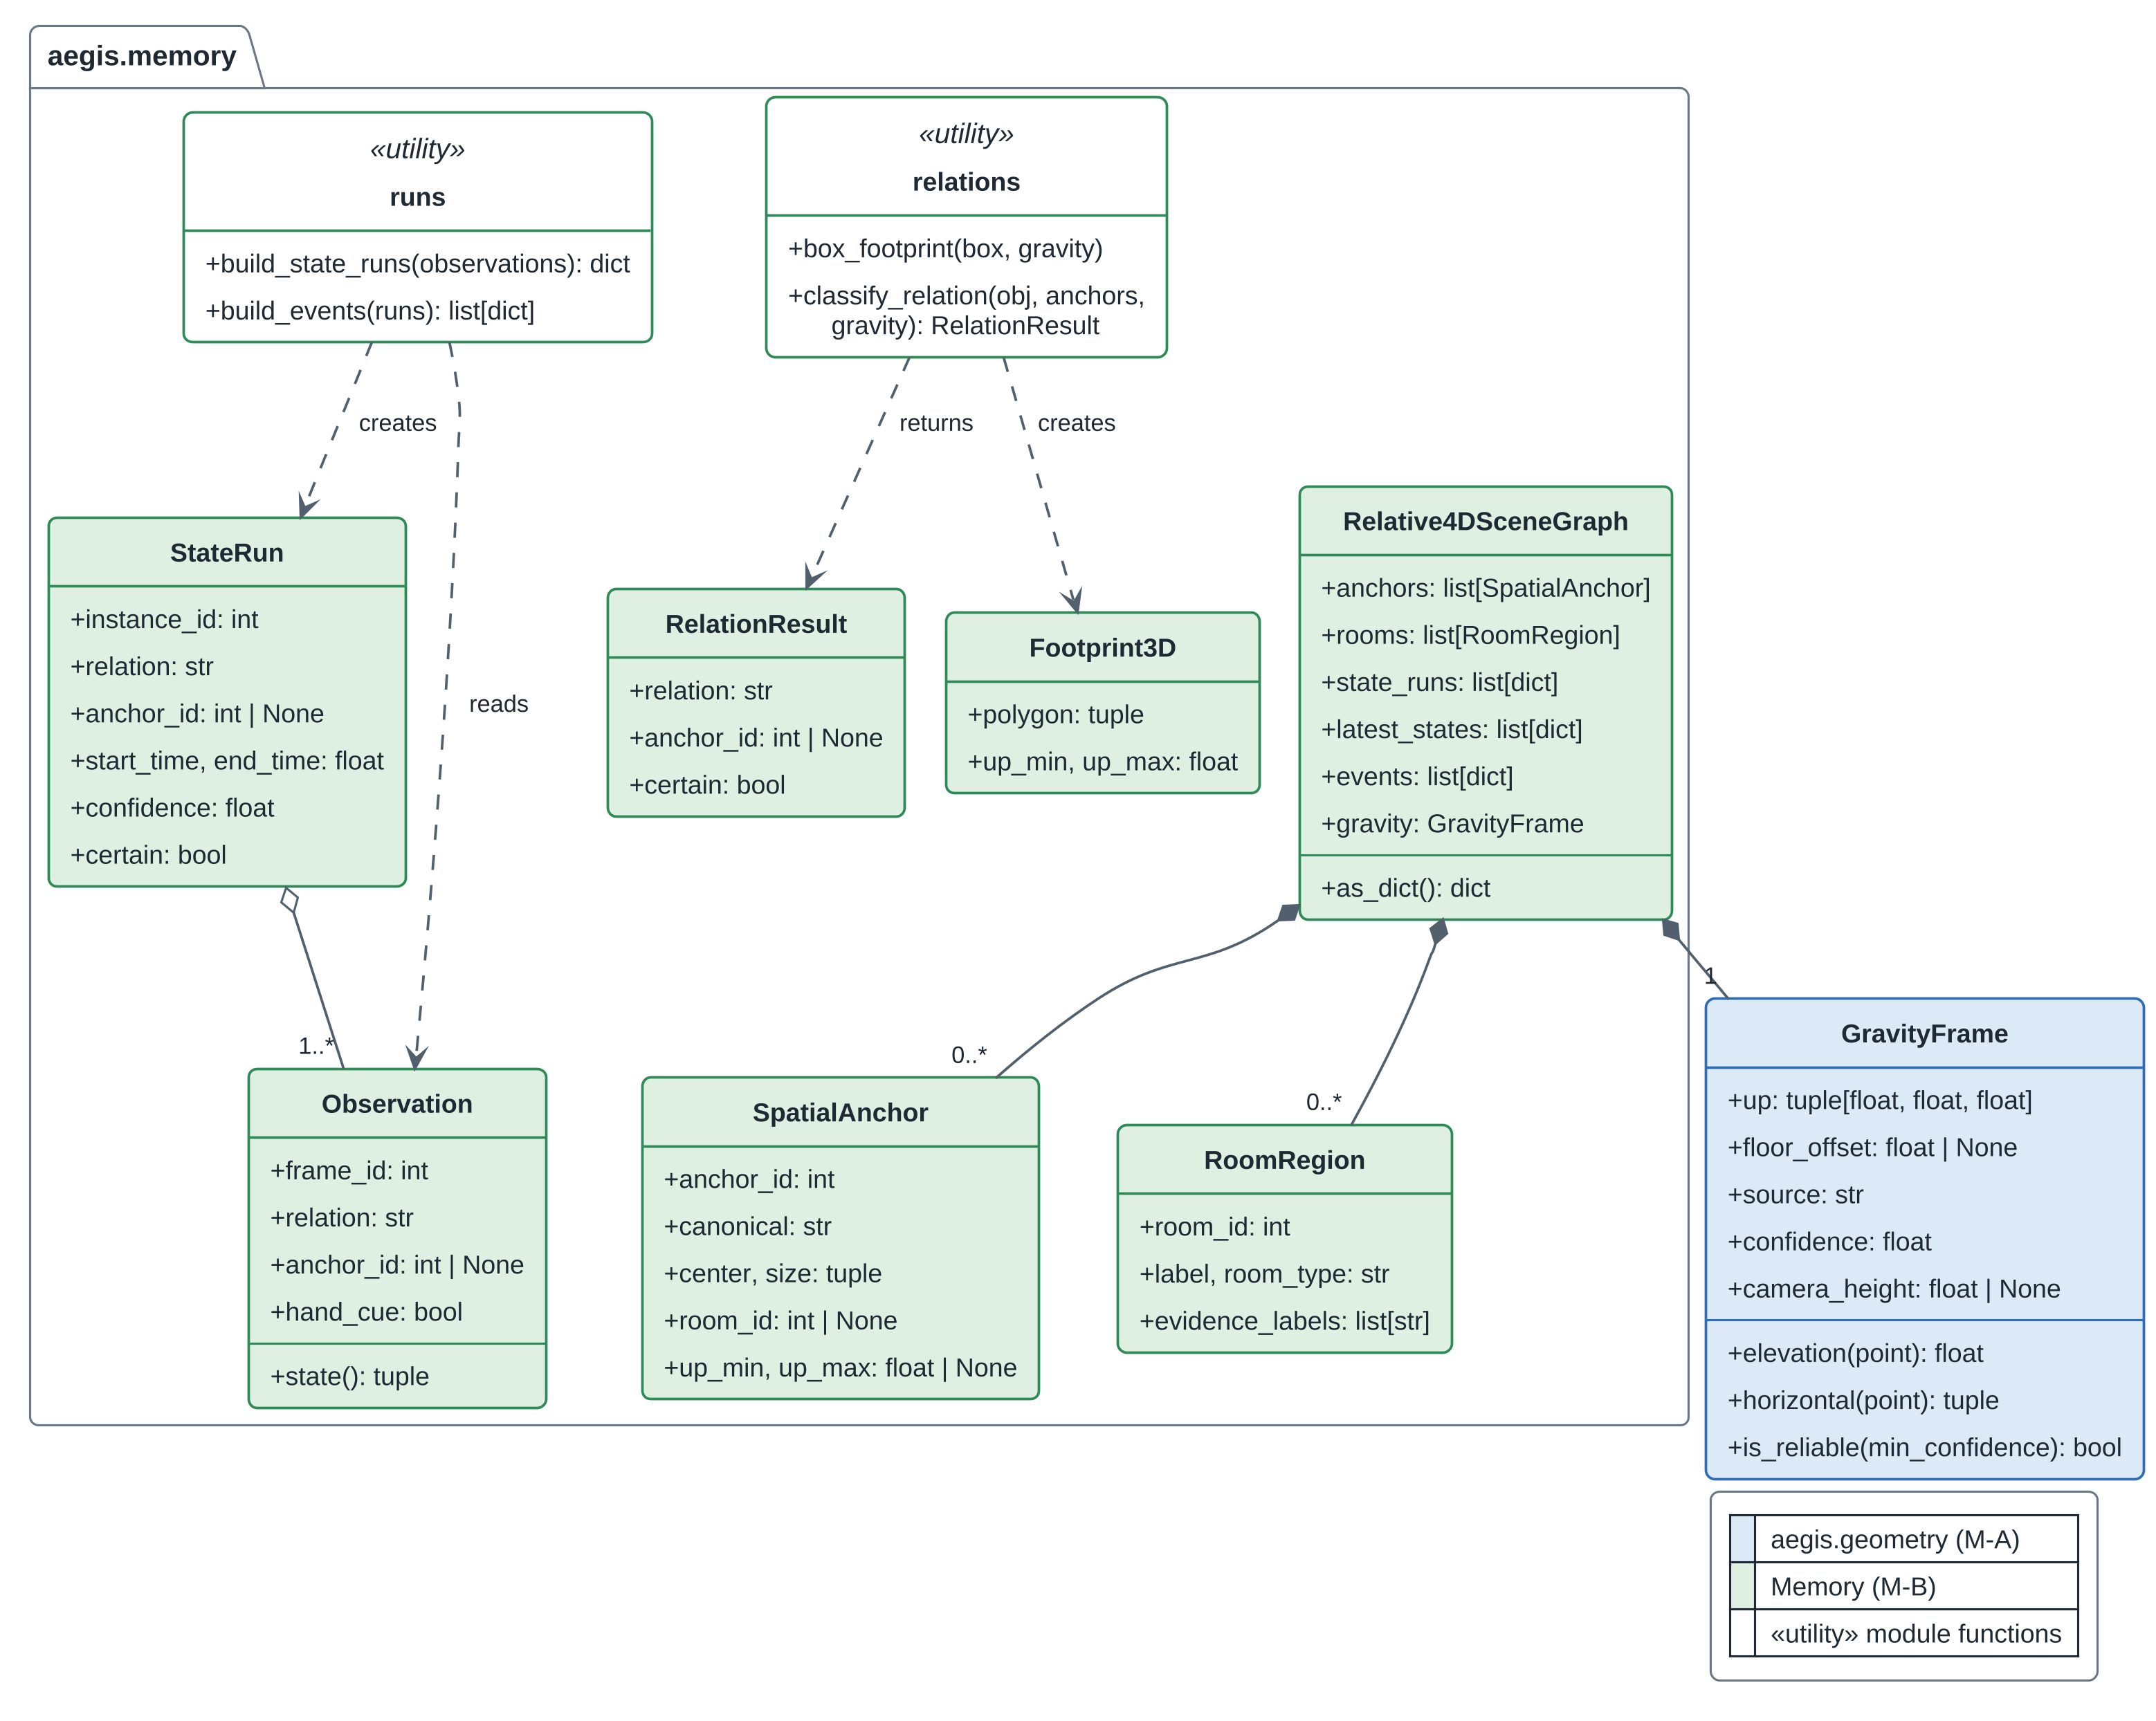 aegis.memory
«utility»
runs
+build_state_runs(observations): dict
+build_events(runs): list[dict]
«utility»
relations
+box_footprint(box, gravity)
+classify_relation(obj, anchors,
gravity): RelationResult
creates
reads
returns
creates
StateRun
+instance_id: int
+relation: str
+anchor_id: int | None
+start_time, end_time: float
+confidence: float
+certain: bool
RelationResult
+relation: str
+anchor_id: int | None
+certain: bool
Footprint3D
+polygon: tuple
+up_min, up_max: float
Relative4DSceneGraph
+anchors: list[SpatialAnchor]
+rooms: list[RoomRegion]
+state_runs: list[dict]
+latest_states: list[dict]
+events: list[dict]
+gravity: GravityFrame
+as_dict(): dict
1..*
0..*
0..*
1
Observation
+frame_id: int
+relation: str
+anchor_id: int | None
+hand_cue: bool
+state(): tuple
SpatialAnchor
+anchor_id: int
+canonical: str
+center, size: tuple
+room_id: int | None
+up_min, up_max: float | None
RoomRegion
+room_id: int
+label, room_type: str
+evidence_labels: list[str]
GravityFrame
+up: tuple[float, float, float]
+floor_offset: float | None
+source: str
+confidence: float
+camera_height: float | None
+elevation(point): float
+horizontal(point): tuple
+is_reliable(min_confidence): bool
aegis.geometry (M-A)
Memory (M-B)
«utility» module functions